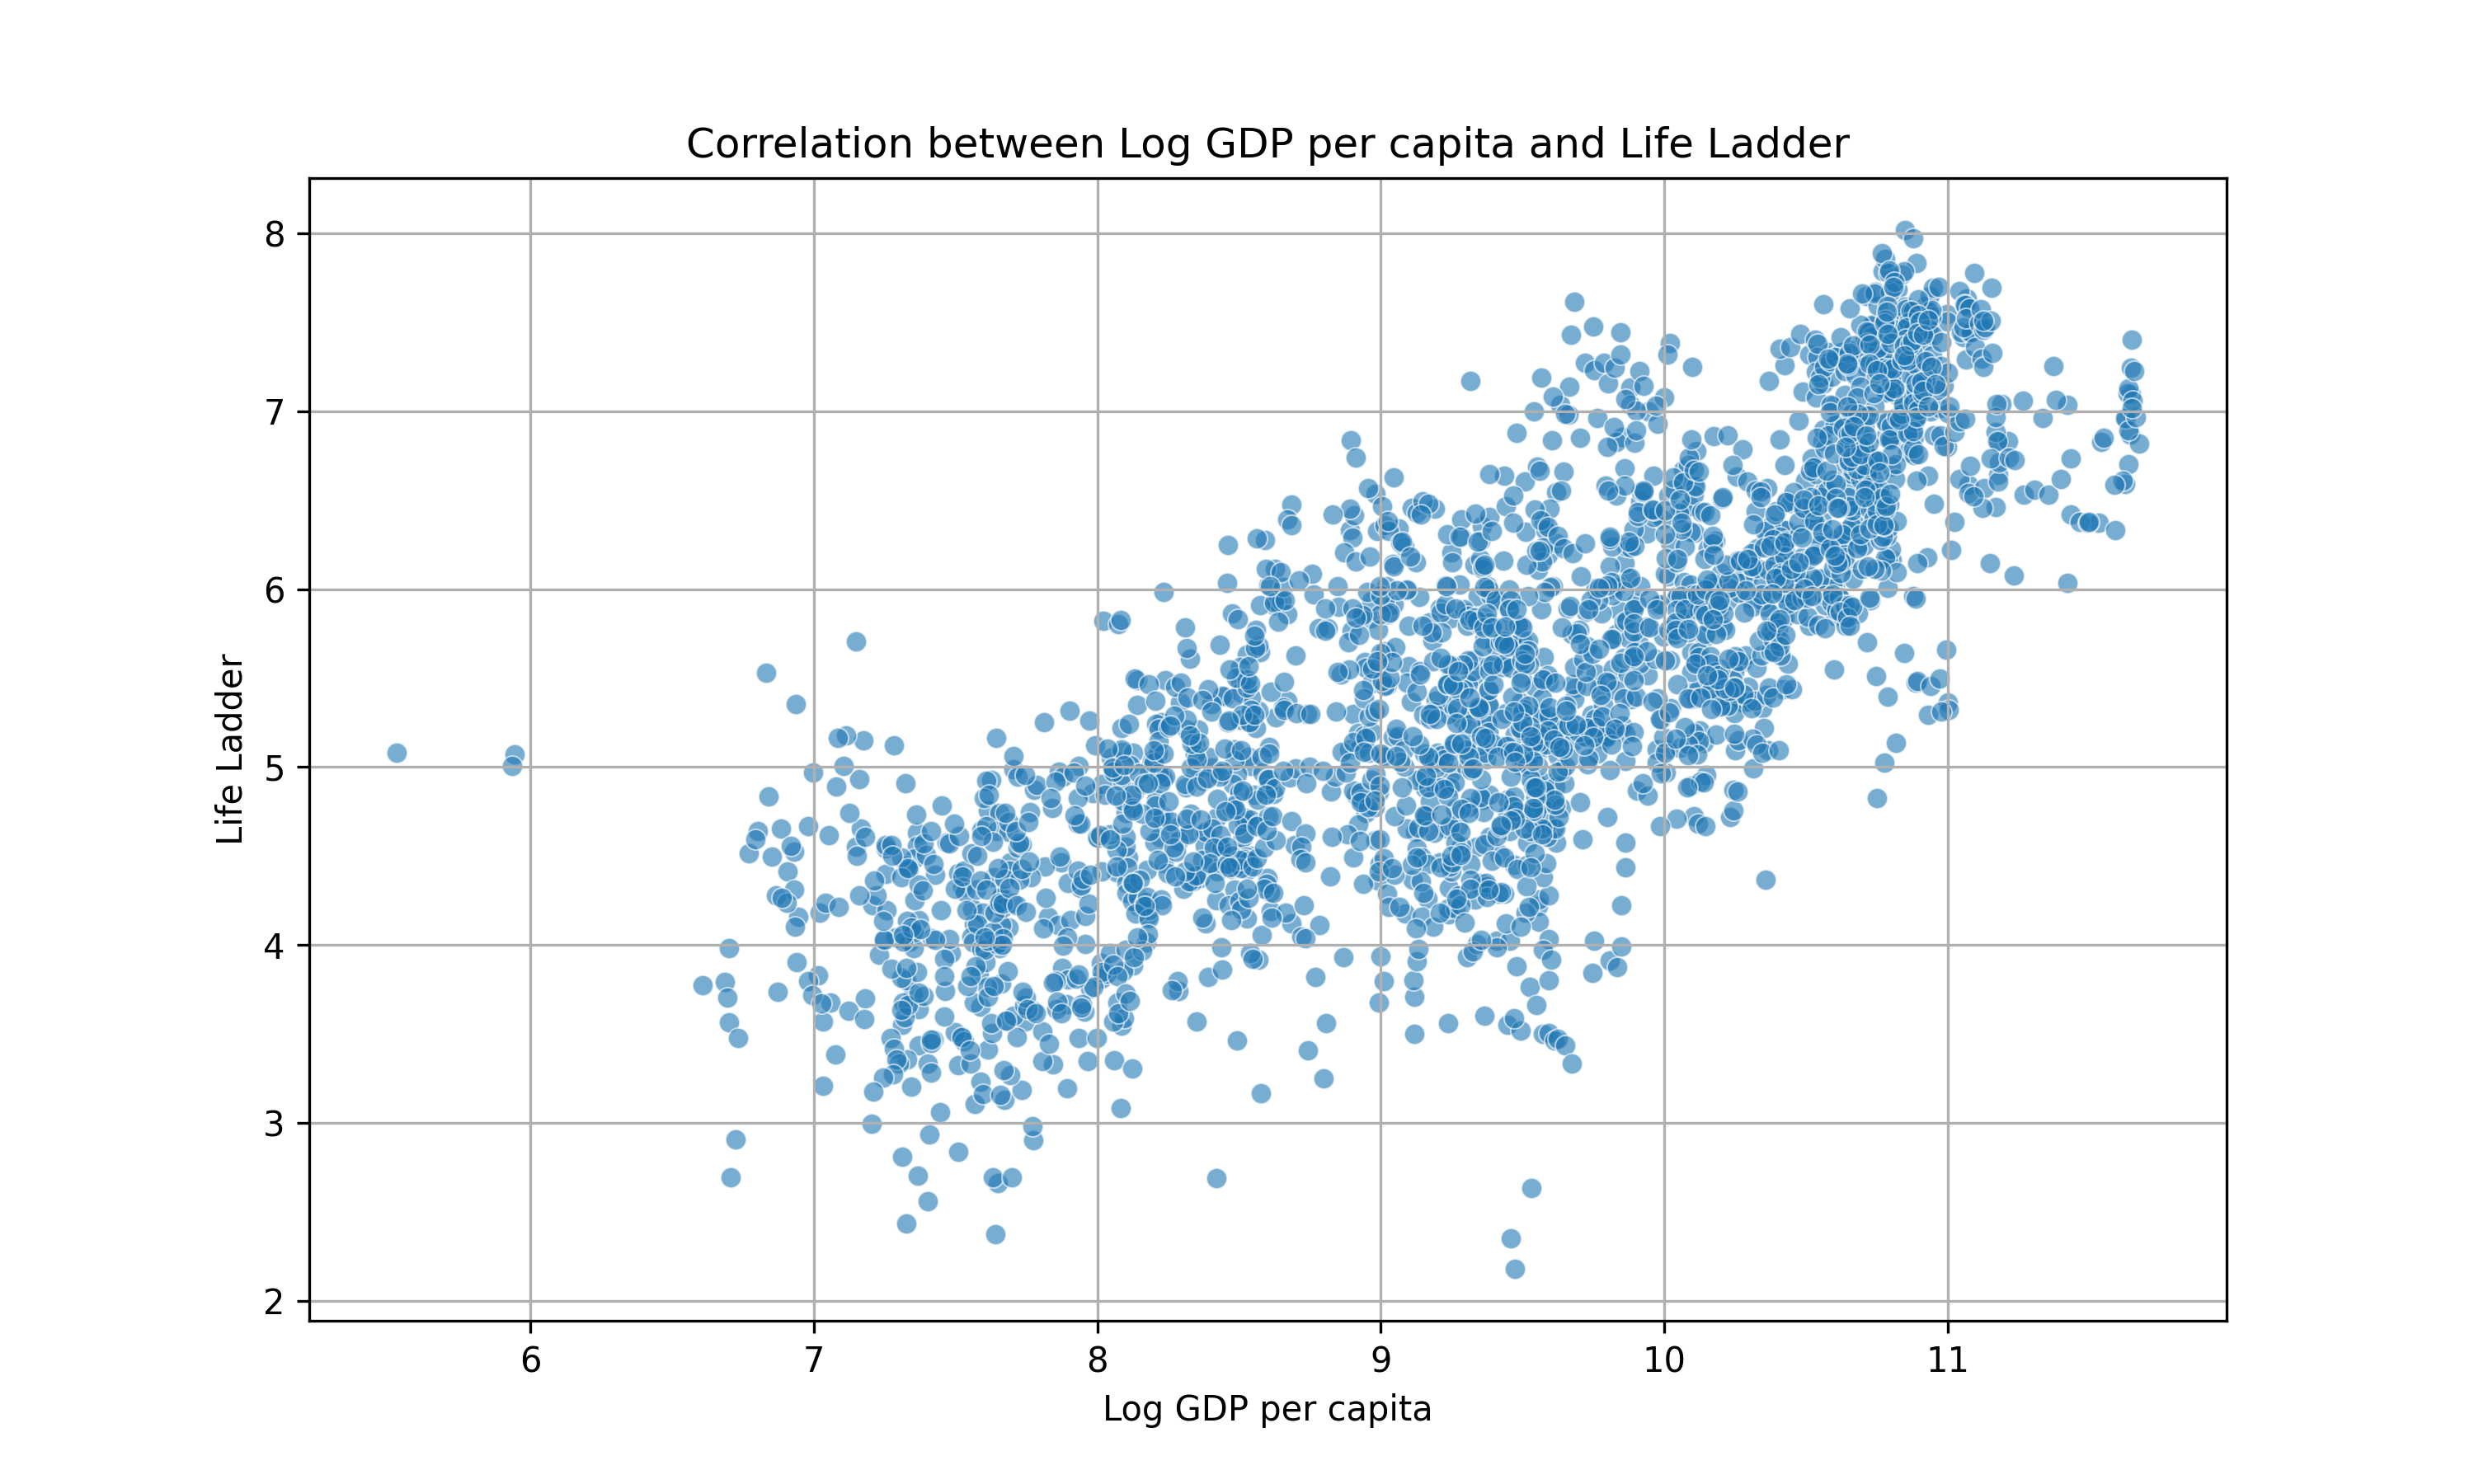 Correlation between Log GDP per capita and Life Ladder
8
7
6
5
4
3
2
Life Ladder
6 7 8 9 10 11
Log GDP per capita